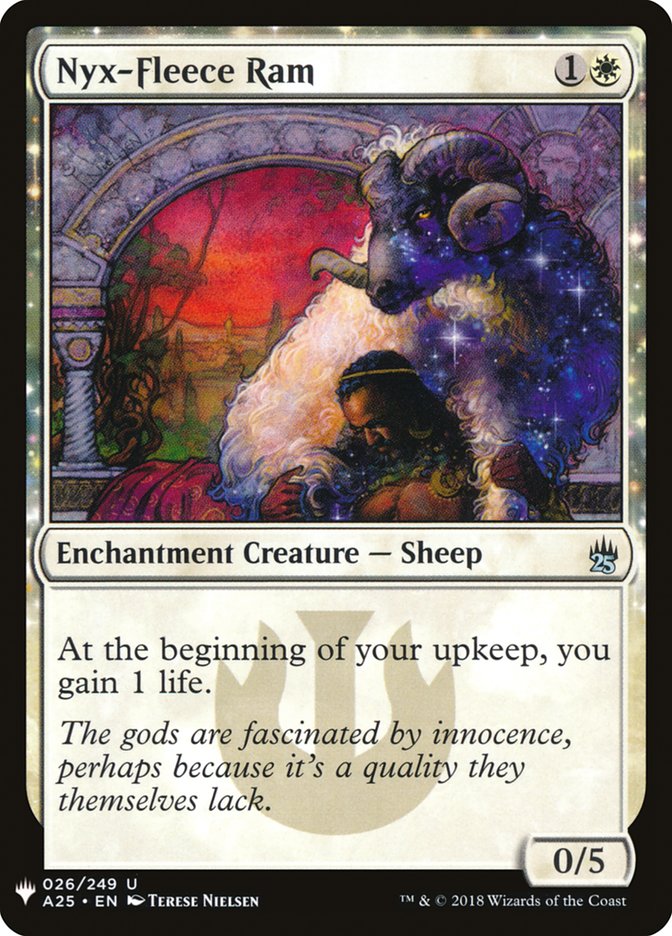 Nyx-Fleece Ram
1
Enchantment Creature — Sheep
25
At the beginning of your upkeep, you
gain 1 life.
The gods are fascinated by innocence,
perhaps because it's a quality they
themselves lack.
0/5
026/249 U
A25 • EN Terese Nielsen
™ & © 2018 Wizards of the Coast